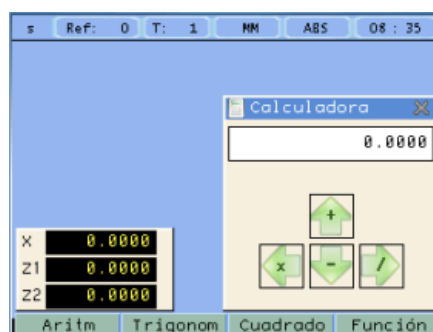 s Ref: 0 T: 1 MM ABS 08 : 35
Calculadora
0.0000
+
x - /
X 0.0000
Z1 0.0000
Z2 0.0000
Aritm Trigonom Cuadrado Función